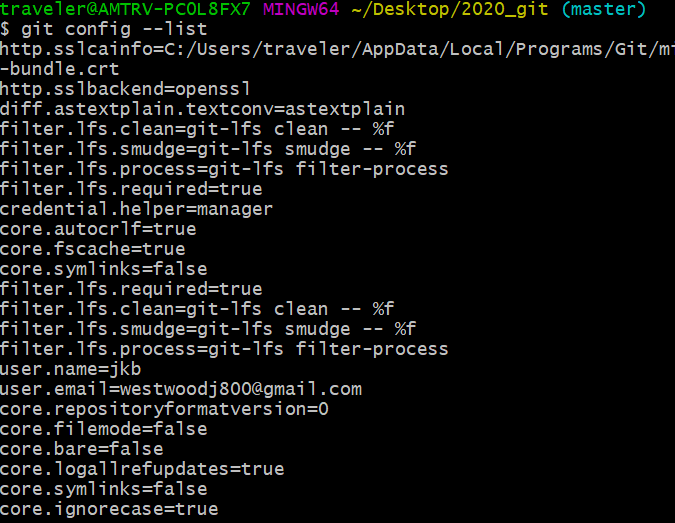 traveler@AMTRV-PCOL8FX7 MINGW64 ~/Desktop/2020_git (master)
$ git config --list
http.sslcainfo=C:/Users/traveler/AppData/Local/Programs/Git/mi
-bundle.crt
http.sslbackend=openssl
diff.astextplain.textconv=astextplain
filter.lfs.clean=git-lfs clean -- %f
filter.lfs.smudge=git-lfs smudge -- %f
filter.lfs.process=git-lfs filter-process
filter.lfs.required=true
credential.helper=manager
core.autocrlf=true
core.fscache=true
core.symlinks=false
filter.lfs.required=true
filter.lfs.clean=git-lfs clean -- %f
filter.lfs.smudge=git-lfs smudge -- %f
filter.lfs.process=git-lfs filter-process
user.name=jkb
user.email=westwoodj800@gmail.com
core.repositoryformatversion=0
core.filemode=false
core.bare=false
core.logallrefupdates=true
core.symlinks=false
core.ignorecase=true